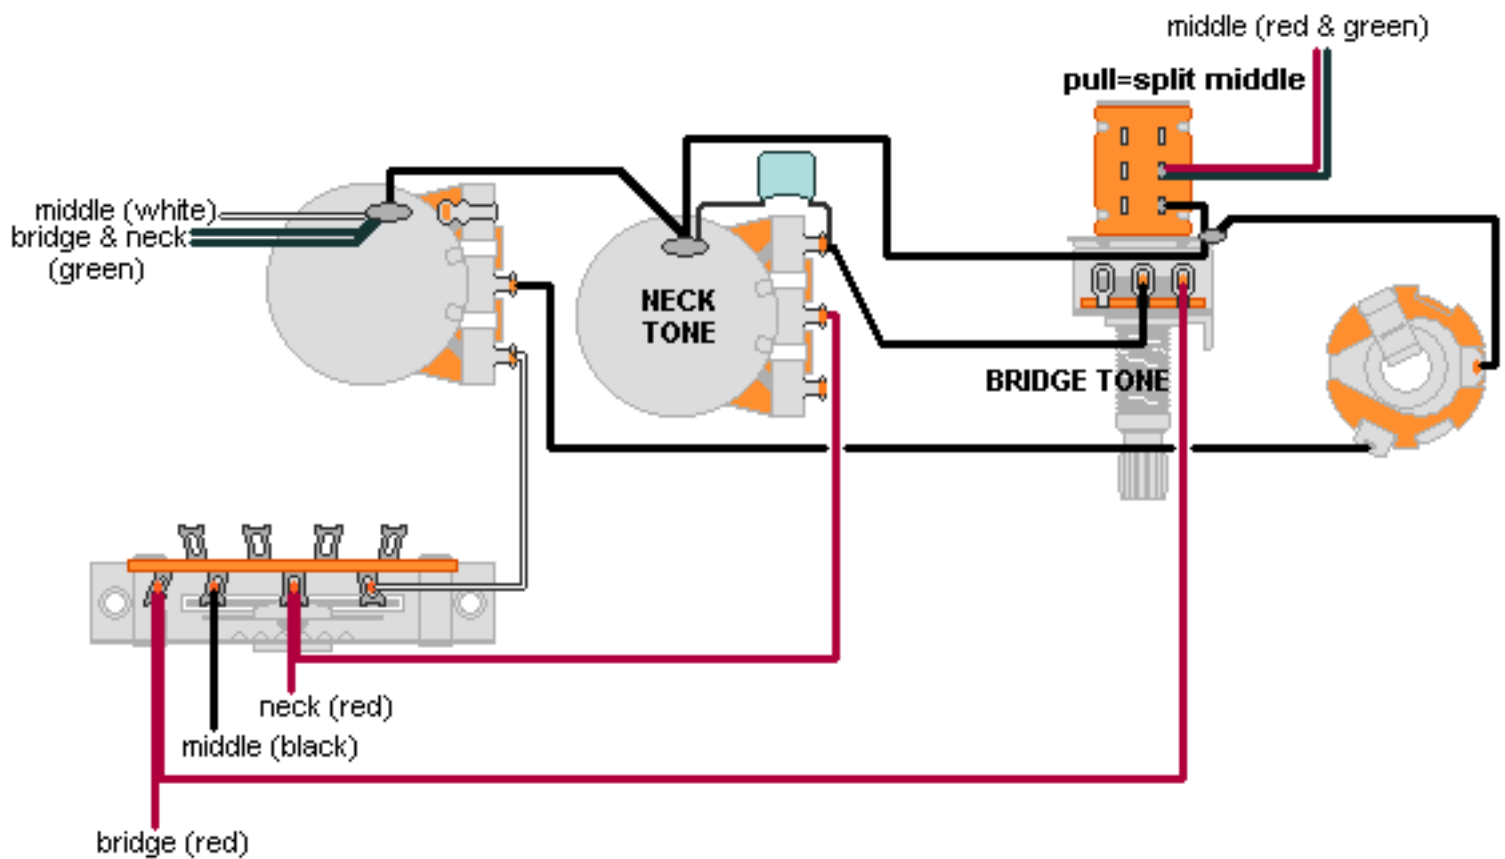 middle (red & green)
pull=split middle
middle (white)
bridge & neck
(green)
NECK
TONE
BRIDGE TONE
neck (red)
middle (black)
bridge (red)